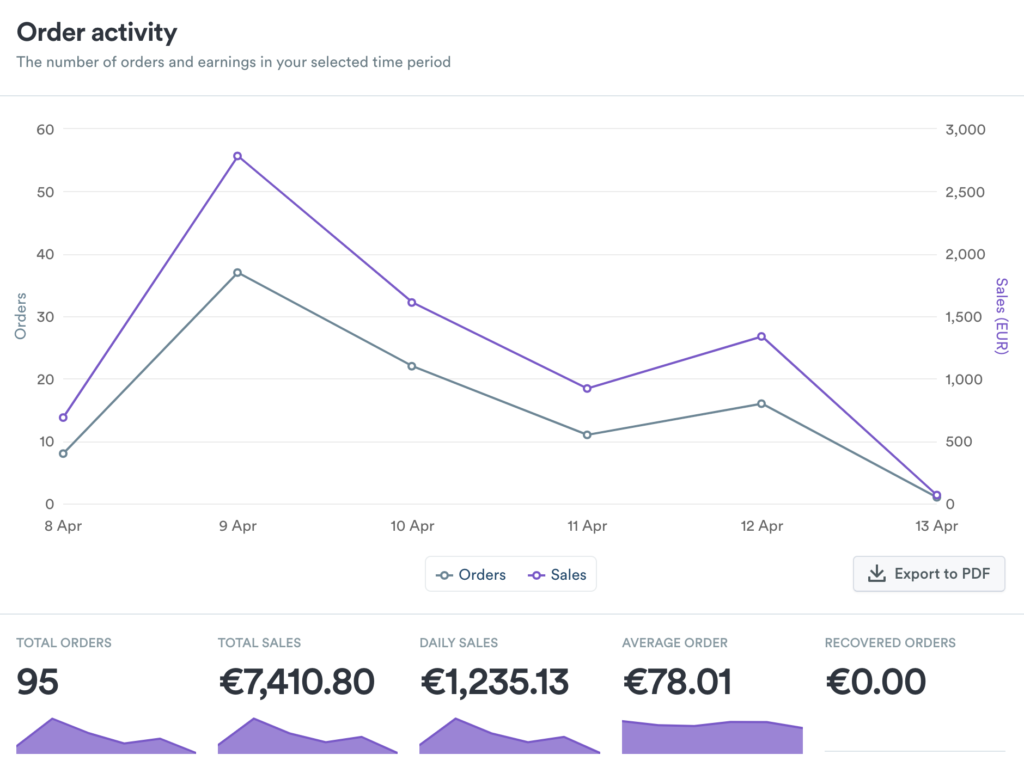 Order activity
The number of orders and earnings in your selected time period
60 3,000
50 2,500
40 2,000
30 1,500
20 1,000
10 500
0 0
Orders
Sales (EUR)
8 Apr 9 Apr 10 Apr 11 Apr 12 Apr 13 Apr
Orders Sales
Export to PDF
TOTAL ORDERS TOTAL SALES DAILY SALES AVERAGE ORDER RECOVERED ORDERS
95 €7,410.80 €1,235.13 €78.01 €0.00